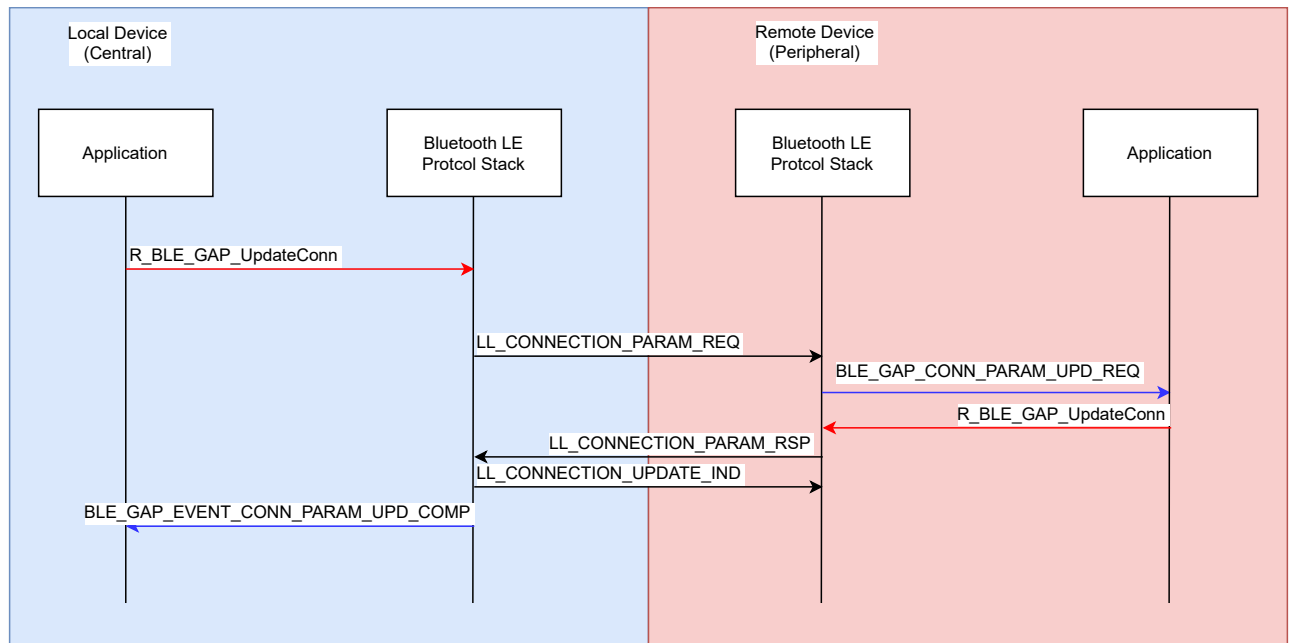 Local Device
(Central)
Remote Device
(Peripheral)
Application
Bluetooth LE
Protcol Stack
Bluetooth LE
Protcol Stack
Application
R_BLE_GAP_UpdateConn
LL_CONNECTION_PARAM_REQ
BLE_GAP_CONN_PARAM_UPD_REQ
R_BLE_GAP_UpdateConn
LL_CONNECTION_PARAM_RSP
LL_CONNECTION_UPDATE_IND
BLE_GAP_EVENT_CONN_PARAM_UPD_COMP